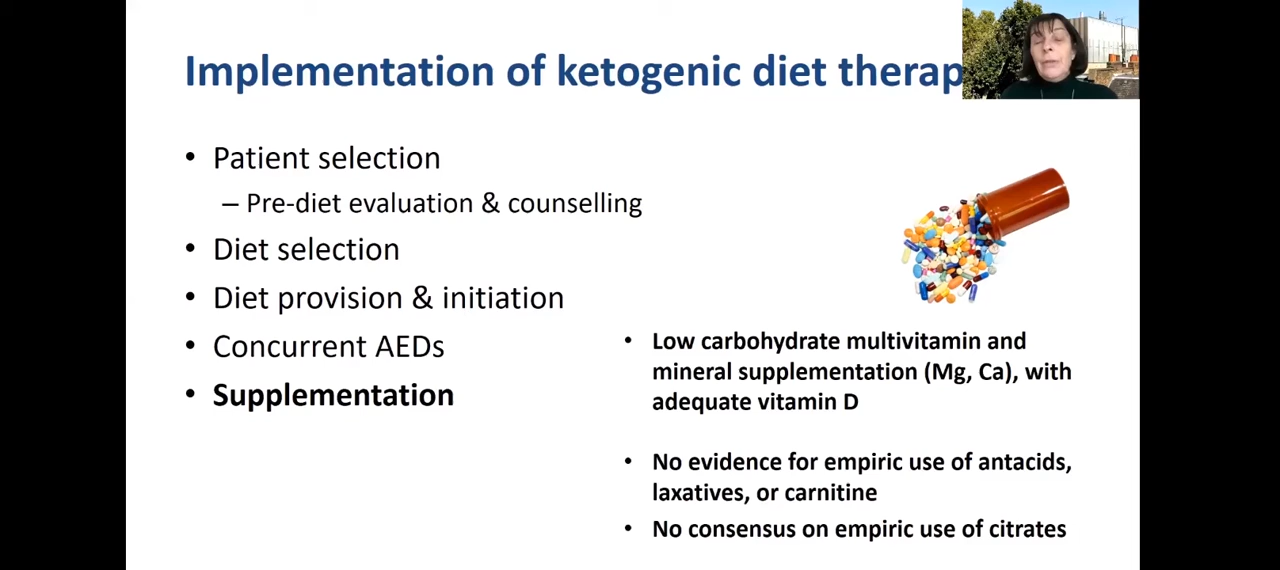 Implementation of ketogenic diet therap
• Patient selection
– Pre-diet evaluation & counselling
• Diet selection
• Diet provision & initiation
• Concurrent AEDs
• Supplementation
• Low carbohydrate multivitamin and
mineral supplementation (Mg, Ca), with
adequate vitamin D
• No evidence for empiric use of antacids,
laxatives, or carnitine
• No consensus on empiric use of citrates